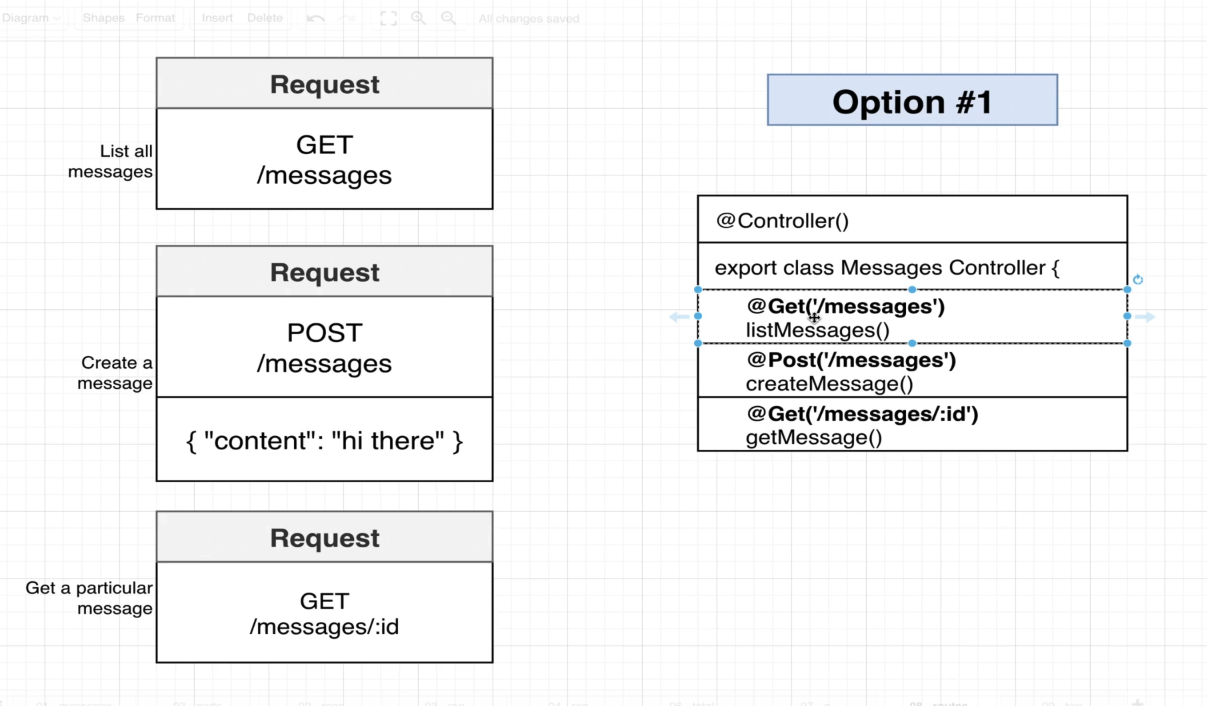 Diagram
Shapes Format Insert Delete
All changes saved
Request
GET
/messages
List all
messages
Request
POST
/messages
Create a
message
{ "content": "hi there" }
Request
GET
/messages/:id
Get a particular
message
Option #1
@Controller()
export class Messages Controller {
@Get('/messages')
listMessages()
@Post('/messages')
createMessage()
@Get('/messages/:id')
getMessage()